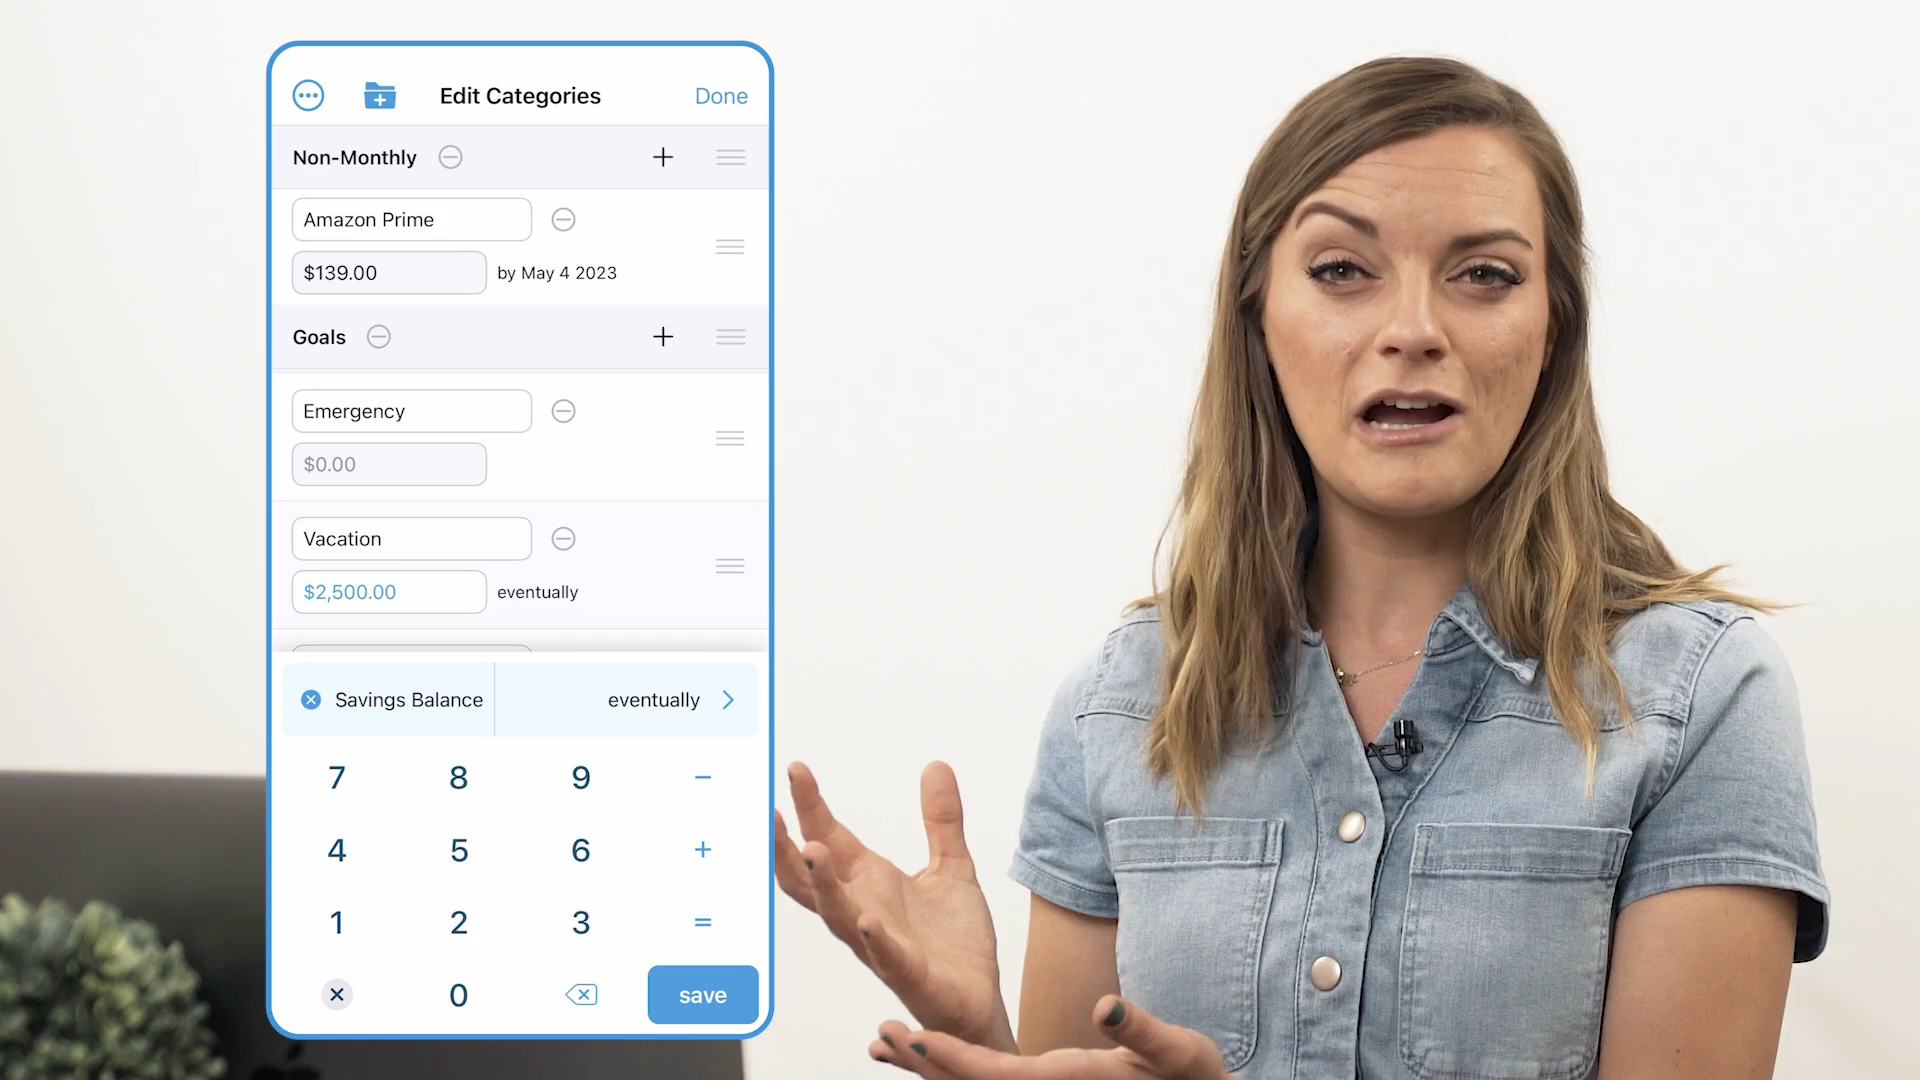 Edit Categories
Done
Non-Monthly
Amazon Prime
$139.00 by May 4 2023
Goals
Emergency
$0.00
Vacation
$2,500.00 eventually
Savings Balance eventually
7 8 9 −
4 5 6 +
1 2 3 =
0 save